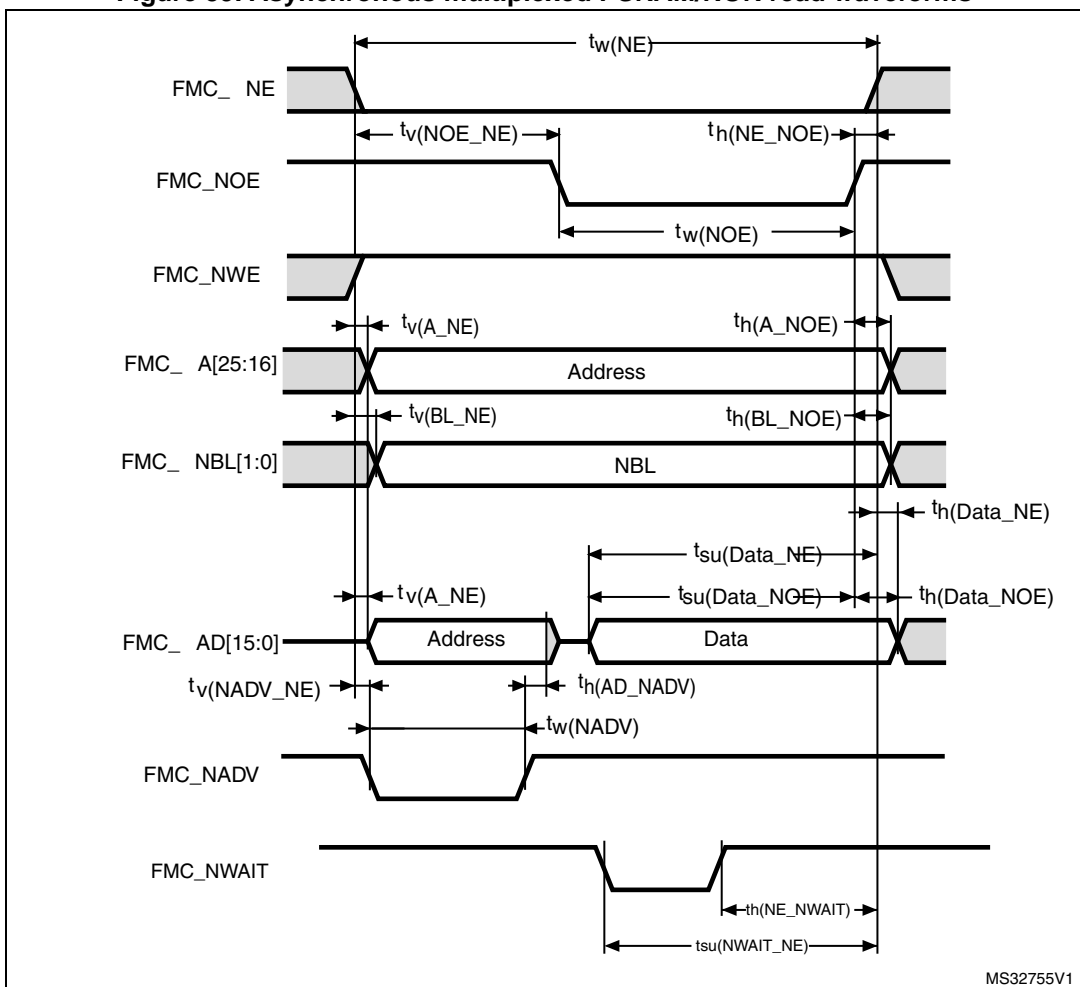 Figure Asynchronous multiplexed PSRAM/NOR read waveforms
tw(NE)
FMC_ NE
tv(NOE_NE) th(NE_NOE)
FMC_NOE
tw(NOE)
FMC_NWE
tv(A_NE) th(A_NOE)
FMC_ A[25:16] Address
tv(BL_NE) th(BL_NOE)
FMC_ NBL[1:0] NBL
th(Data_NE)
tsu(Data_NE)
tv(A_NE) tsu(Data_NOE) th(Data_NOE)
FMC_ AD[15:0] Address Data
tv(NADV_NE) th(AD_NADV)
tw(NADV)
FMC_NADV
FMC_NWAIT
th(NE_NWAIT)
tsu(NWAIT_NE)
MS32755V1